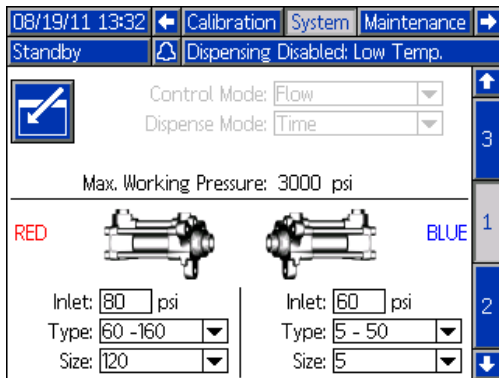 08/19/11 13:32 Calibration System Maintenance
Standby Dispensing Disabled: Low Temp.
Control Mode: Flow
Dispense Mode: Time
3
Max. Working Pressure: 3000 psi
RED BLUE 1
Inlet: 80 psi Inlet: 60 psi
Type: 60 -160 Type: 5 - 50 2
Size: 120 Size: 5